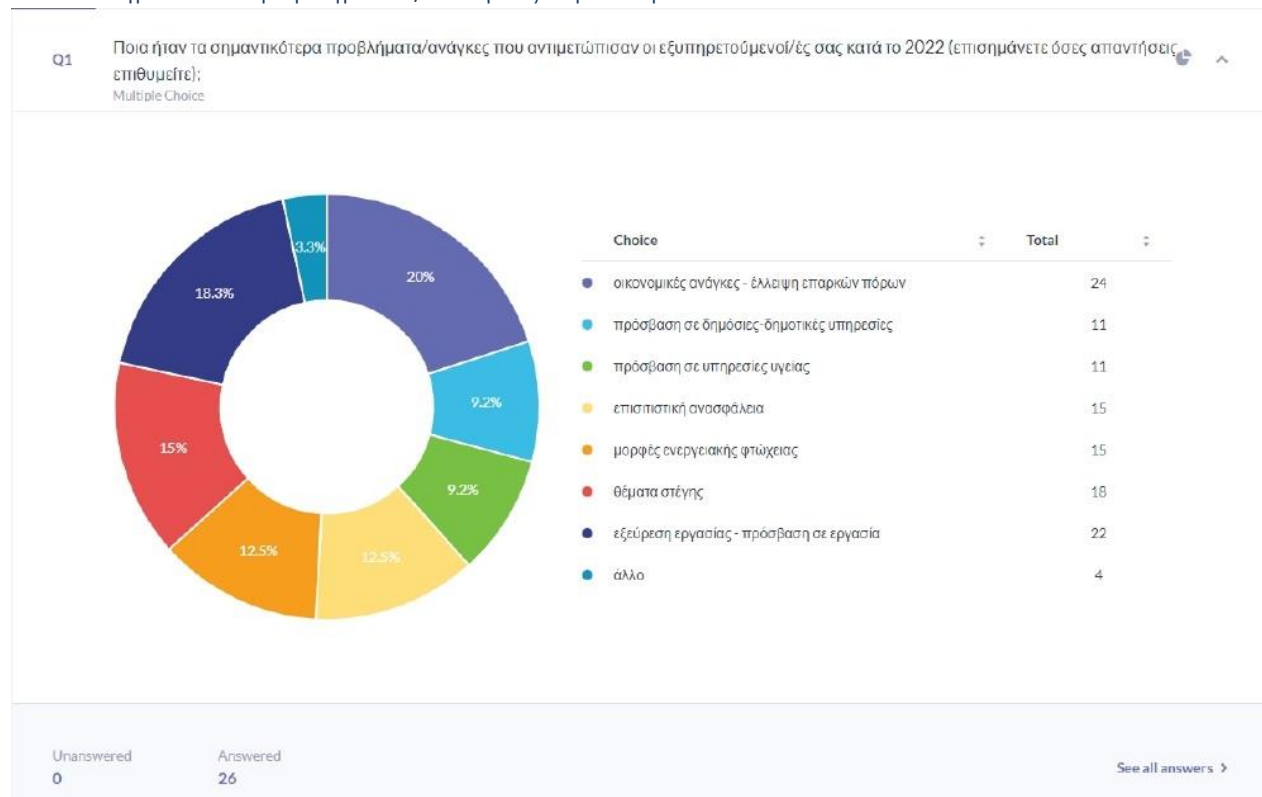 Q1
Ποια ήταν τα σημαντικότερα προβλήματα/ανάγκες που αντιμετώπισαν οι εξυπηρετούμενοί/ές σας κατά το 2022 (επισημάνετε όσες απαντήσεις
επιθυμείτε);
Multiple Choice
3.3%
20%
18.3%
9.2%
15%
9.2%
12.5%
12.5%
Choice Total
οικονομικές ανάγκες - έλλειψη επαρκών πόρων 24
πρόσβαση σε δημόσιες-δημοτικές υπηρεσίες 11
πρόσβαση σε υπηρεσίες υγείας 11
επισιτιστική ανασφάλεια 15
μορφές ενεργειακής φτώχειας 15
θέματα στέγης 18
εξεύρεση εργασίας - πρόσβαση σε εργασία 22
άλλο 4
Unanswered Answered
0 26
See all answers >